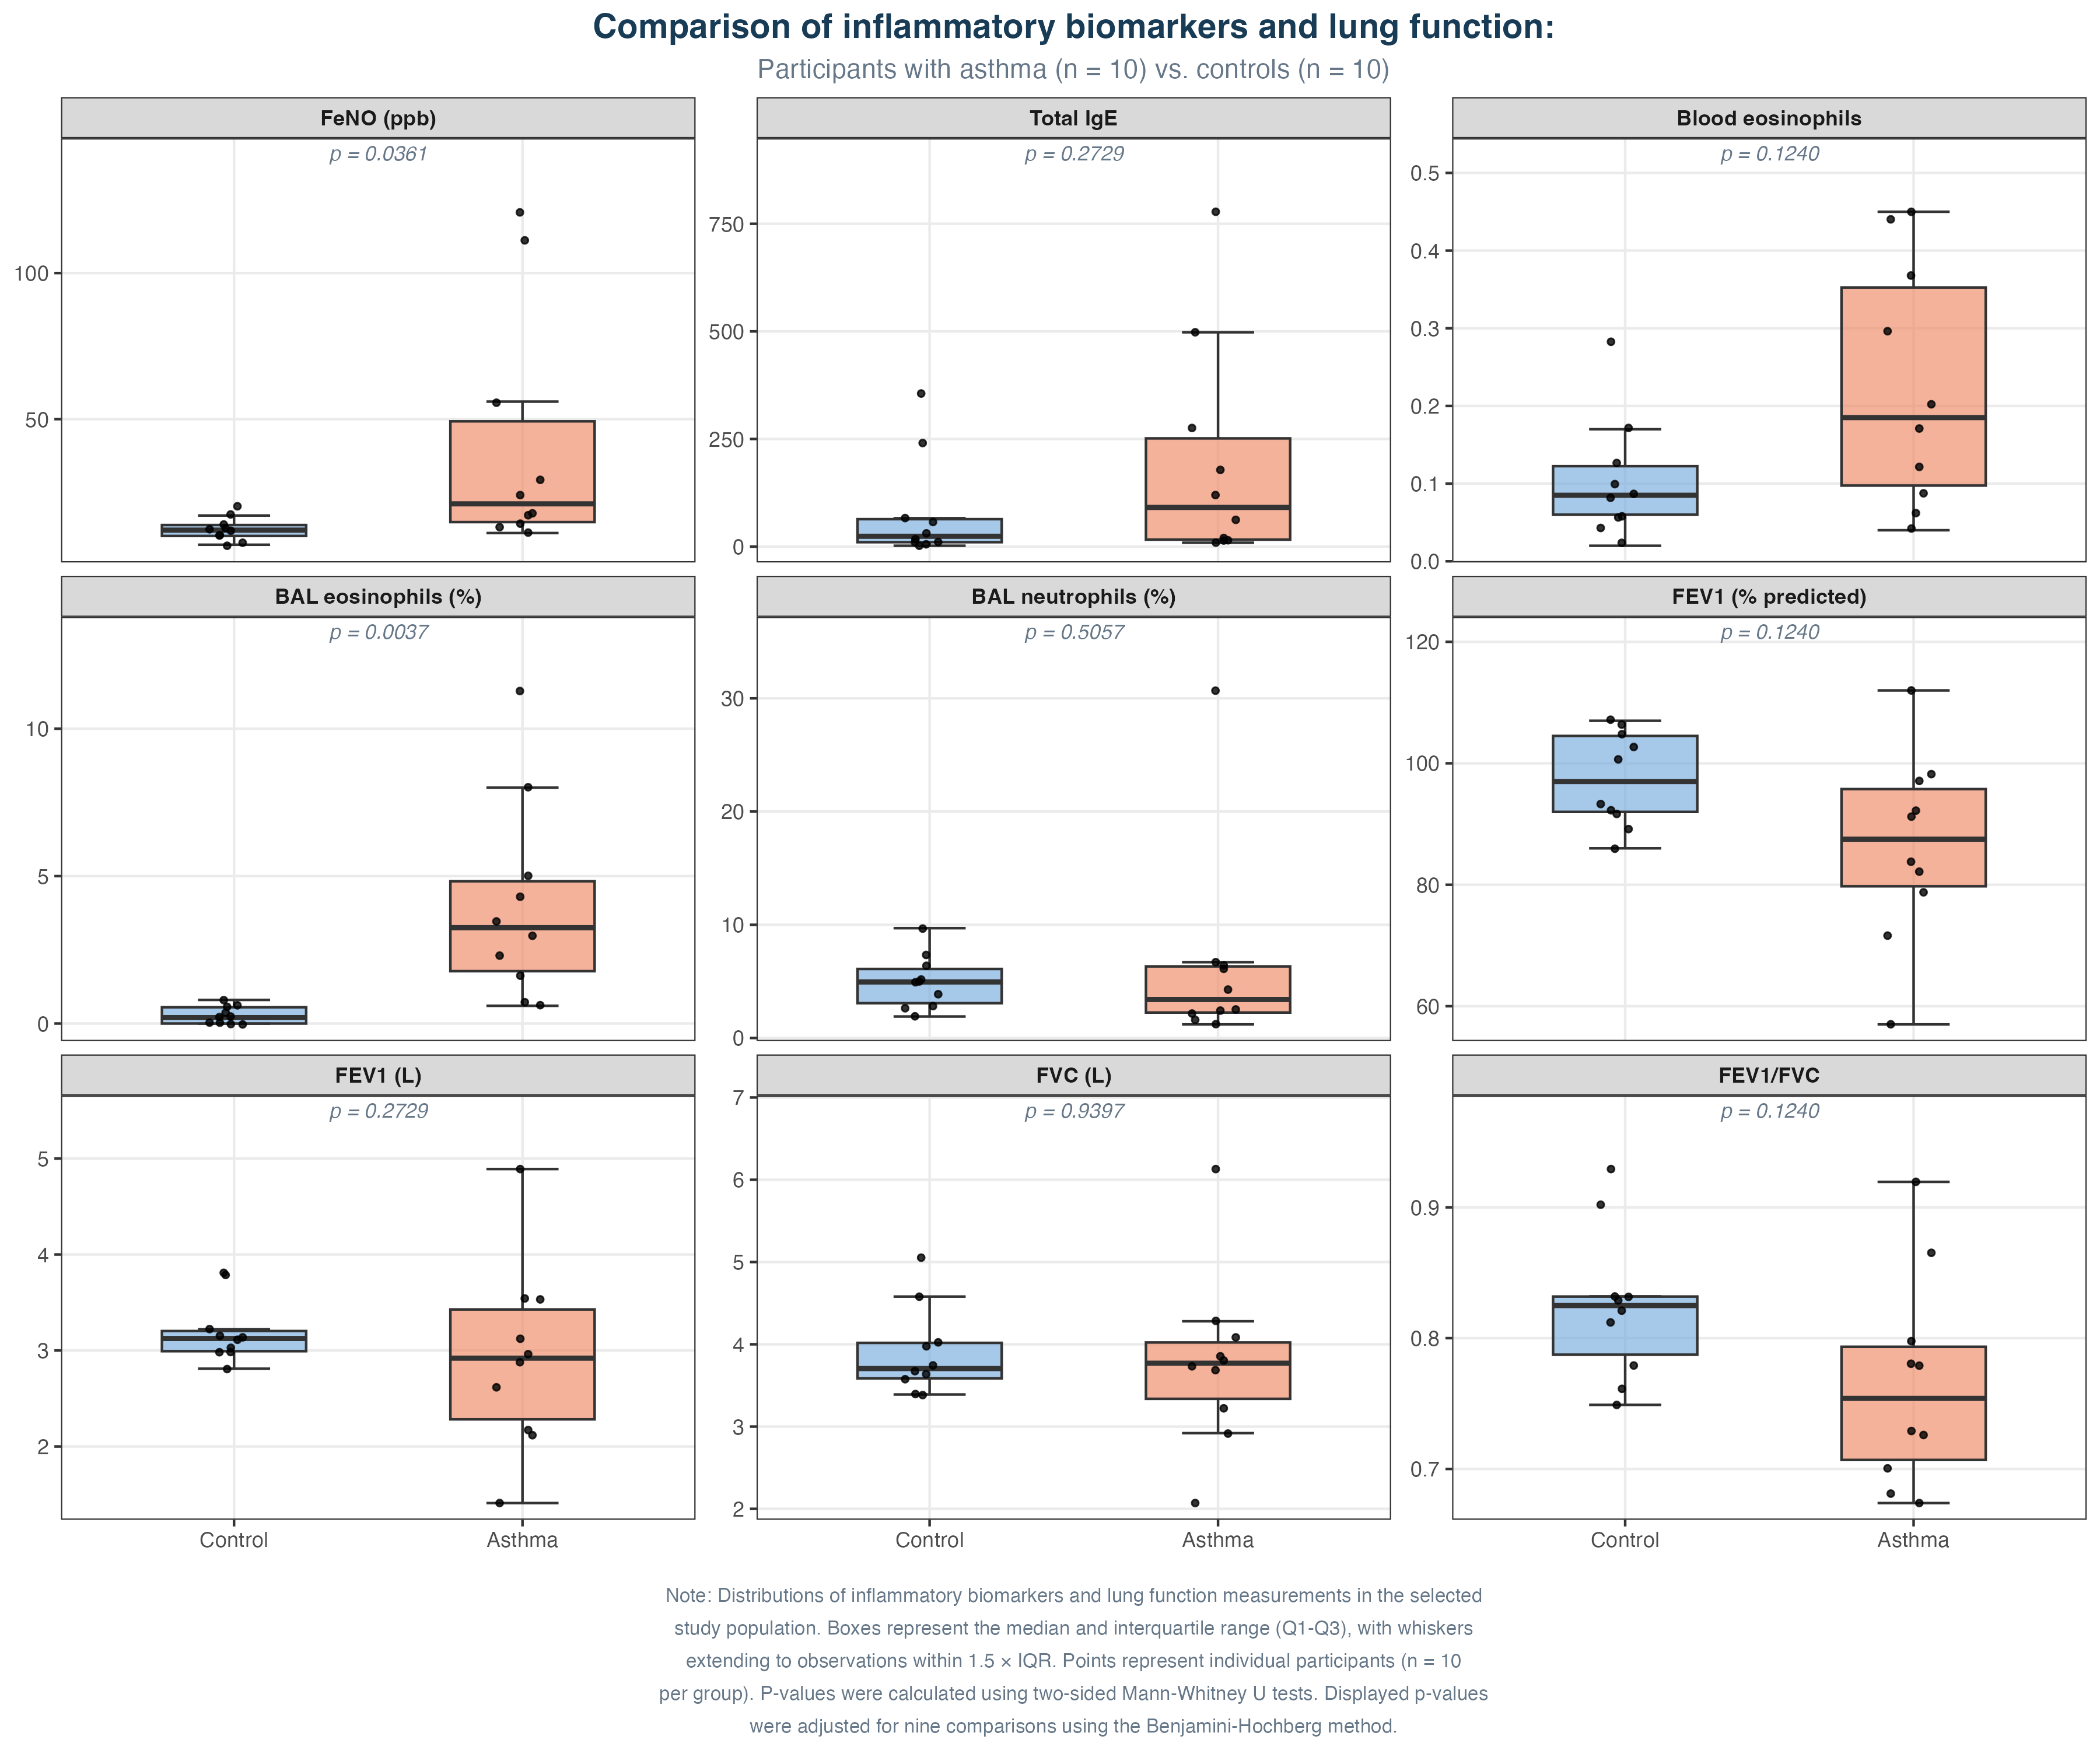 Comparison of inflammatory biomarkers and lung function:
Participants with asthma (n = 10) vs. controls (n = 10)
FeNO (ppb)
p = 0.0361
100
50
Total IgE
p = 0.2729
750
500
250
0
Blood eosinophils
p = 0.1240
0.5
0.4
0.3
0.2
0.1
0.0
BAL eosinophils (%)
p = 0.0037
10
5
0
BAL neutrophils (%)
p = 0.5057
30
20
10
0
FEV1 (% predicted)
p = 0.1240
120
100
80
60
FEV1 (L)
p = 0.2729
5
4
3
2
Control
Asthma
FVC (L)
p = 0.9397
7
6
5
4
3
2
Control
Asthma
FEV1/FVC
p = 0.1240
0.9
0.8
0.7
Control
Asthma
Note: Distributions of inflammatory biomarkers and lung function measurements in the selected
study population. Boxes represent the median and interquartile range (Q1-Q3), with whiskers
extending to observations within 1.5 × IQR. Points represent individual participants (n = 10
per group). P-values were calculated using two-sided Mann-Whitney U tests. Displayed p-values
were adjusted for nine comparisons using the Benjamini-Hochberg method.